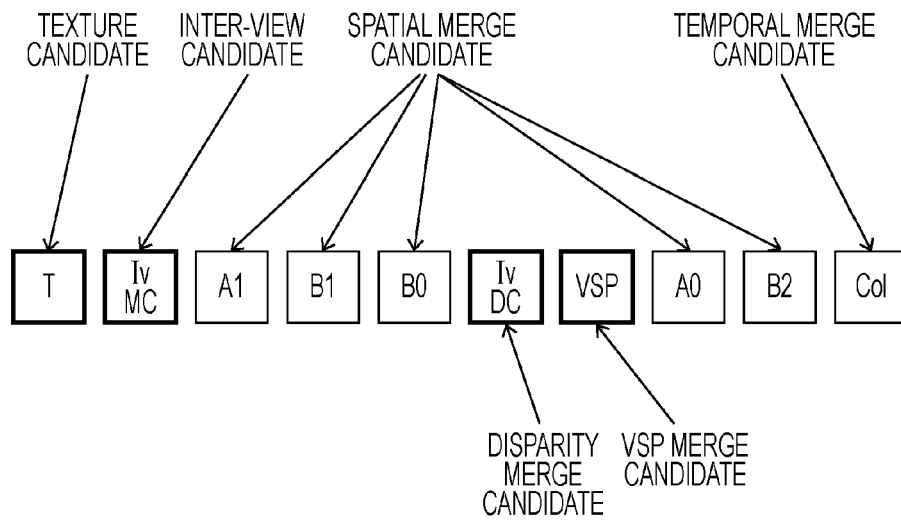 TEXTURE
CANDIDATE
INTER-VIEW
CANDIDATE
SPATIAL MERGE
CANDIDATE
TEMPORAL MERGE
CANDIDATE
T
Iv
MC
A1
B1
B0
Iv
DC
VSP
A0
B2
Col
DISPARITY
MERGE
CANDIDATE
VSP MERGE
CANDIDATE